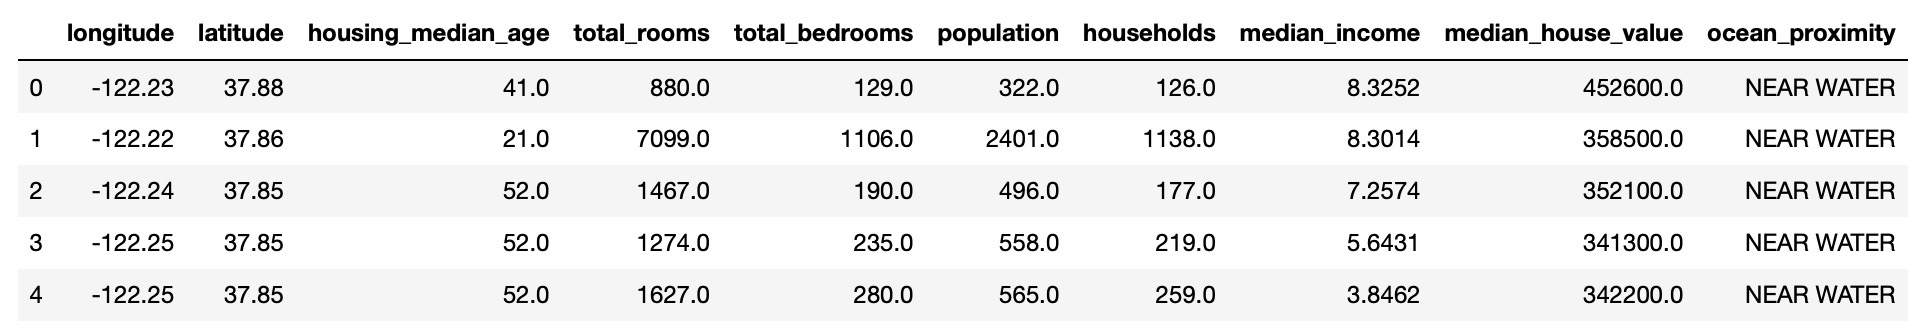 longitude latitude housing_median_age total_rooms total_bedrooms population households median_income median_house_value ocean_proximity
0 -122.23 37.88 41.0 880.0 129.0 322.0 126.0 8.3252 452600.0 NEAR WATER
1 -122.22 37.86 21.0 7099.0 1106.0 2401.0 1138.0 8.3014 358500.0 NEAR WATER
2 -122.24 37.85 52.0 1467.0 190.0 496.0 177.0 7.2574 352100.0 NEAR WATER
3 -122.25 37.85 52.0 1274.0 235.0 558.0 219.0 5.6431 341300.0 NEAR WATER
4 -122.25 37.85 52.0 1627.0 280.0 565.0 259.0 3.8462 342200.0 NEAR WATER